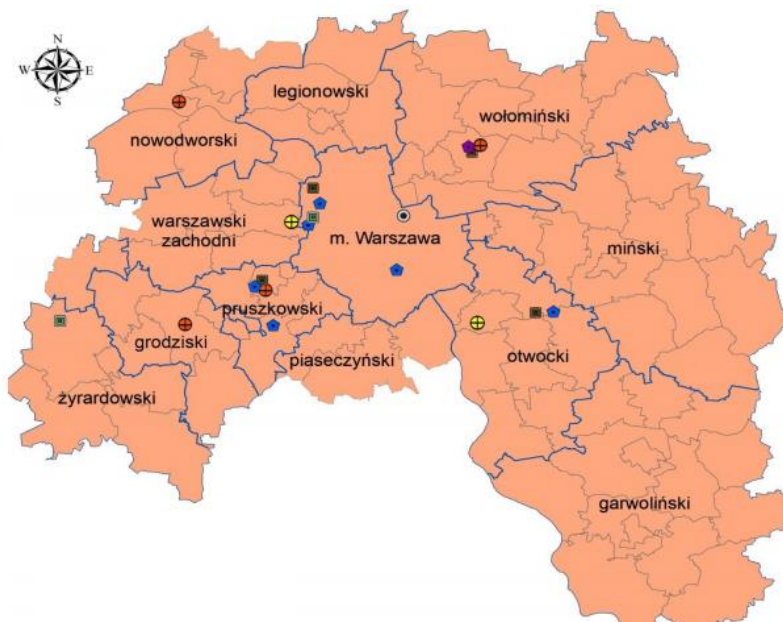 N
W E
S
legionowski
wołomiński
nowodworski
warszawski
zachodni
m. Warszawa
miński
pruszkowski
grodziski
piaseczyński
otwocki
żyrardowski
garwoliński